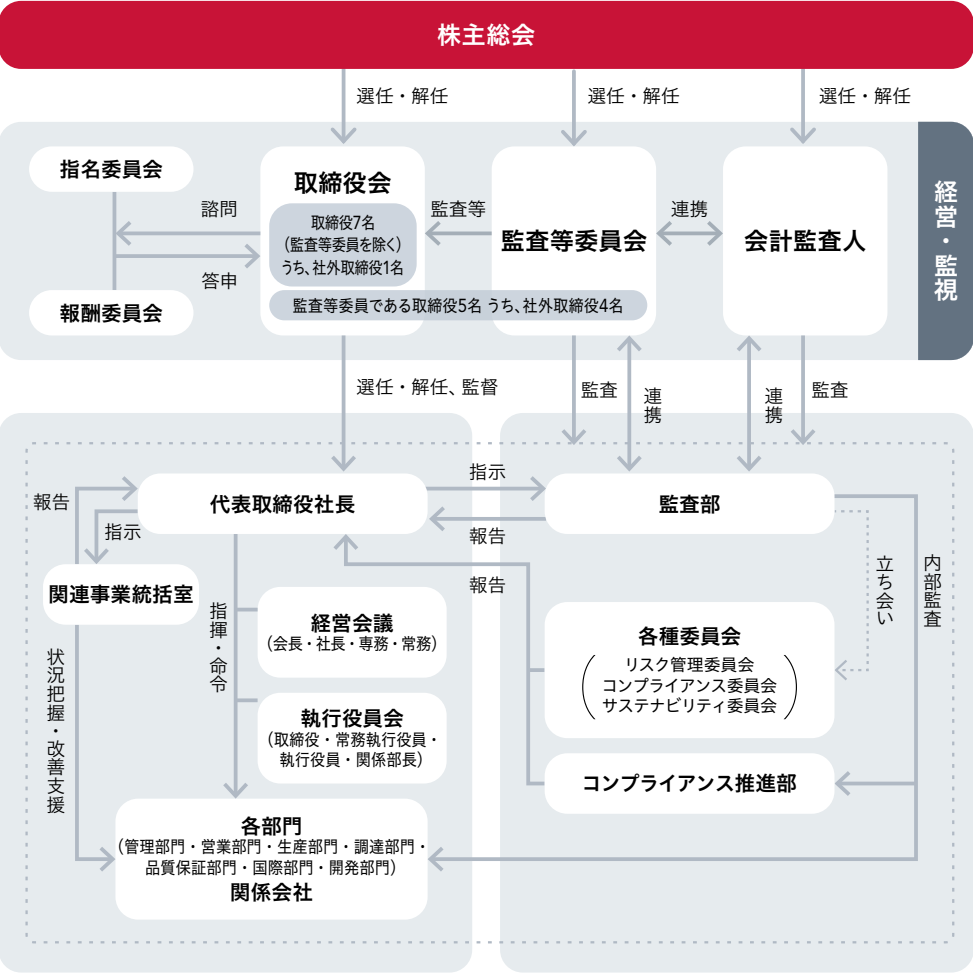 株主総会
選任・解任
選任・解任
選任・解任
指名委員会
諮問
答申
報酬委員会
取締役会
取締役7名
(監査等委員を除く)
うち、社外取締役1名
監査等
監査等委員会
連携
会計監査人
監査等委員である取締役5名 うち、社外取締役4名
経営・監視
選任・解任、監督
監査
連携
連携
監査
報告
代表取締役社長
指示
監査部
報告
指示
報告
関連事業統括室
指揮・命令
経営会議
(会長・社長・専務・常務)
執行役員会
(取締役・常務執行役員・
執行役員・関係部長)
状況把握・改善支援
立ち会い
内部監査
各種委員会
リスク管理委員会
コンプライアンス委員会
サステナビリティ委員会
コンプライアンス推進部
各部門
(管理部門・営業部門・生産部門・調達部門・
品質保証部門・国際部門・開発部門)
関係会社